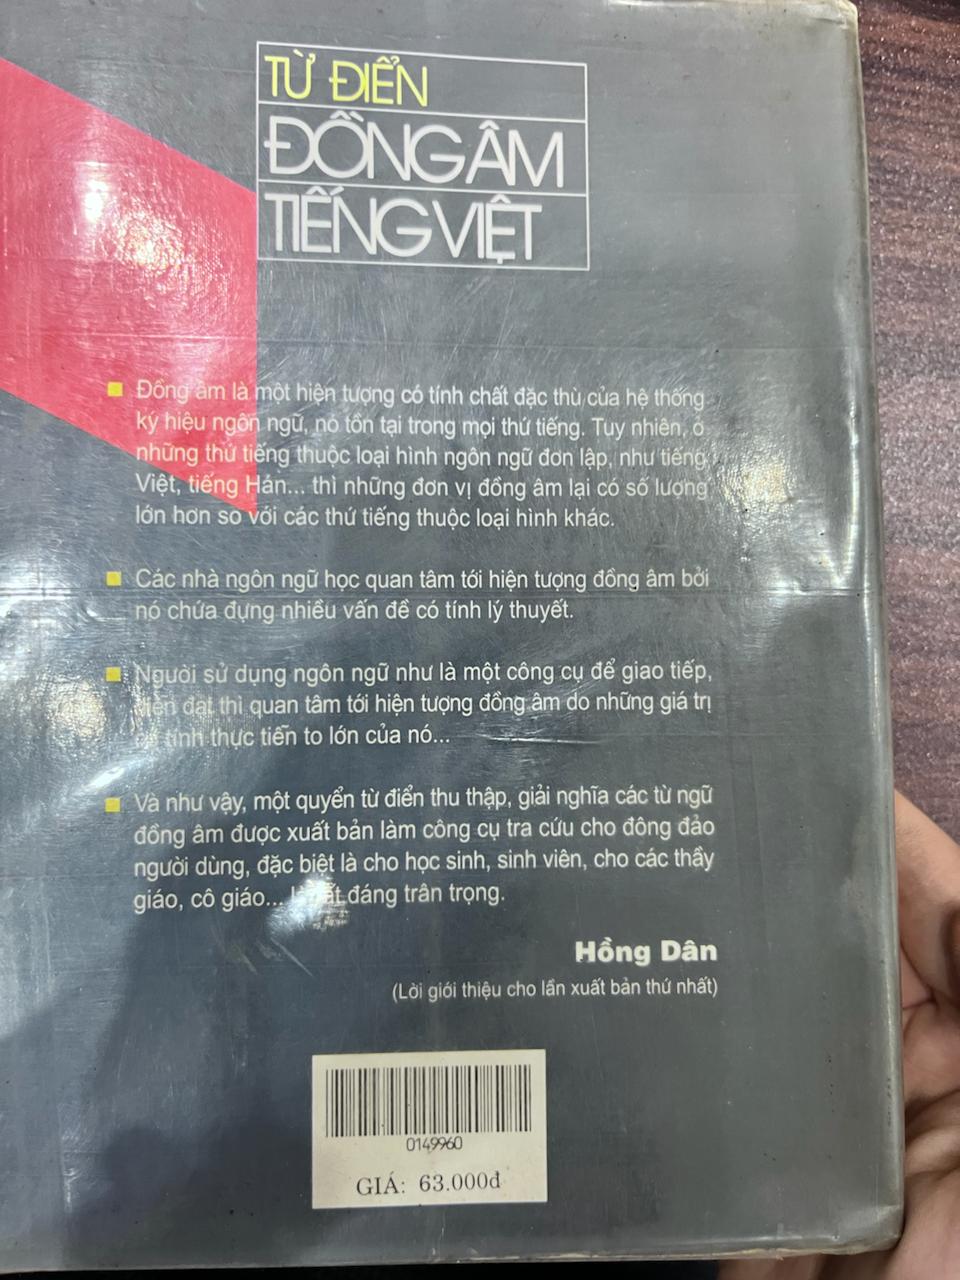 TỪ ĐIỂN
ĐỒNG ÂM
TIẾNG VIỆT
Đồng âm là một hiện tượng có tính chất đặc thù của hệ thống
ký hiệu ngôn ngữ, nó tồn tại trong mọi thứ tiếng. Tuy nhiên, ở
những thứ tiếng thuộc loại hình ngôn ngữ đơn lập, như tiếng
Việt, tiếng Hán... thì những đơn vị đồng âm lại có số lượng
lớn hơn so với các thứ tiếng thuộc loại hình khác.
Các nhà ngôn ngữ học quan tâm tới hiện tượng đồng âm bởi
nó chứa đựng nhiều vấn đề có tính lý thuyết.
Người sử dụng ngôn ngữ như là một công cụ để giao tiếp,
diễn đạt thì quan tâm tới hiện tượng đồng âm do những giá trị
tính thực tiễn to lớn của nó...
Và như vậy, một quyển từ điển thu thập, giải nghĩa các từ ngữ
đồng âm được xuất bản làm công cụ tra cứu cho đông đảo
người dùng, đặc biệt là cho học sinh, sinh viên, cho các thầy
giáo, cô giáo... đáng trân trọng.
Hồng Dân
(Lời giới thiệu cho lần xuất bản thứ nhất)
0149960
GIÁ: 63.000đ